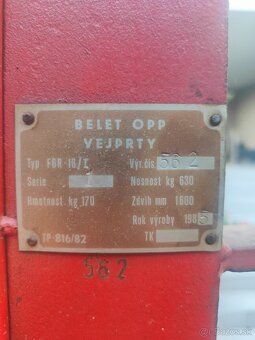 BELET OPP
VEJPRTY
Typ FGR-16/I Výr.čís. 582
Serie I Nosnost kg 630
Hmotnost kg 170 Zdvih mm 1600
Rok výroby 1985
TP-816/82 TK
582